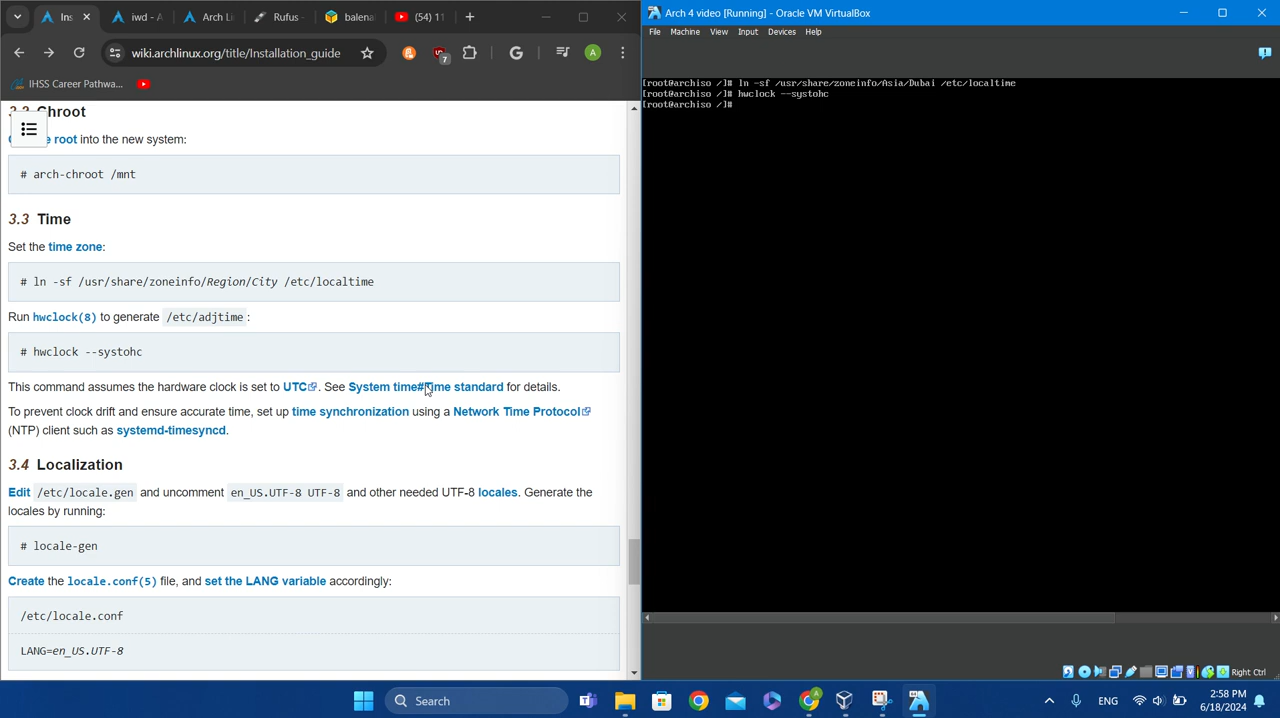 Ins
iwd - A
Arch Li
Rufus -
balena
(54) 11
Arch 4 video [Running] - Oracle VM VirtualBox
wiki.archlinux.org/title/Installation_guide
7
A
File Machine View Input Devices Help
IHSS Career Pathwa...
[root@archiso /]# ln -sf /usr/share/zoneinfo/Asia/Dubai /etc/localtime
[root@archiso /]# hwclock --systohc
[root@archiso /]#
Chroot
root into the new system:
# arch-chroot /mnt
3.3 Time
Set the time zone:
# ln -sf /usr/share/zoneinfo/Region/City /etc/localtime
Run hwclock(8) to generate /etc/adjtime :
# hwclock --systohc
This command assumes the hardware clock is set to UTC. See System time#Time standard for details.
To prevent clock drift and ensure accurate time, set up time synchronization using a Network Time Protocol
(NTP) client such as systemd-timesyncd.
3.4 Localization
Edit /etc/locale.gen and uncomment en_US.UTF-8 UTF-8 and other needed UTF-8 locales. Generate the
locales by running:
# locale-gen
Create the locale.conf(5) file, and set the LANG variable accordingly:
/etc/locale.conf
LANG=en_US.UTF-8
Right Ctrl
Search
ENG
2:58 PM
6/18/2024